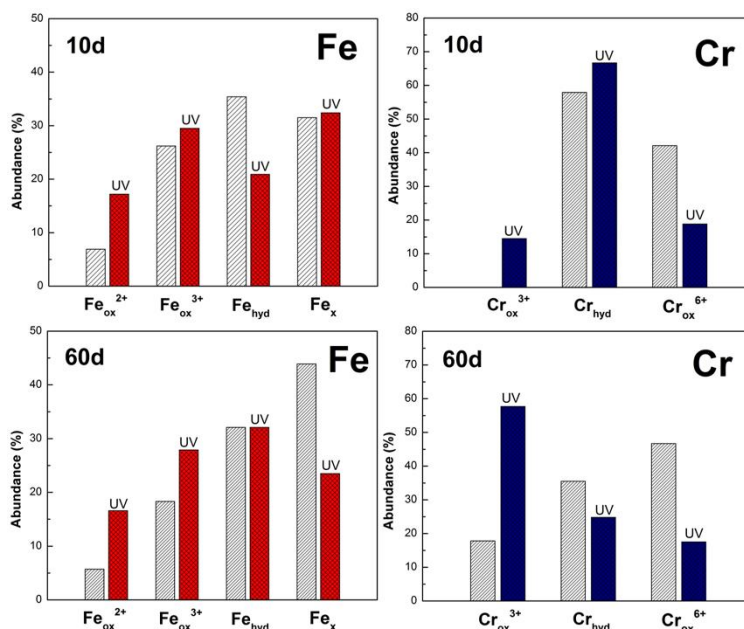 10d Fe
Abundance (%)
50
40
30
20
10
0
UV
UV
UV
UV
Feox2+ Feox3+ Fehyd Fex
10d Cr
Abundance (%)
80
70
60
50
40
30
20
10
0
UV
UV
UV
Crox3+ Crhyd Crox6+
60d Fe
Abundance (%)
50
40
30
20
10
0
UV
UV
UV
UV
Feox2+ Feox3+ Fehyd Fex
60d Cr
Abundance (%)
80
70
60
50
40
30
20
10
0
UV
UV
UV
Crox3+ Crhyd Crox6+